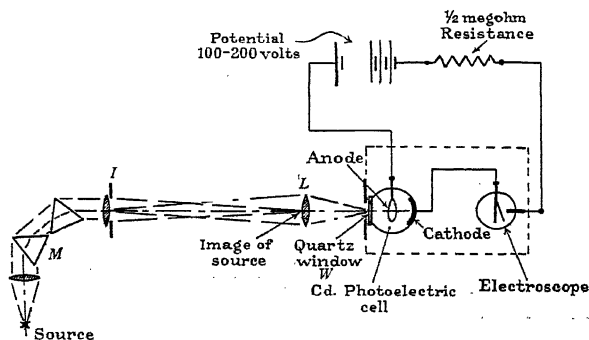 Potential
100-200 volts
½ megohm
Resistance
I
L
Anode
M
Image of
source
Quartz
window
W
Cathode
Cd. Photoelectric
cell
Electroscope
Source